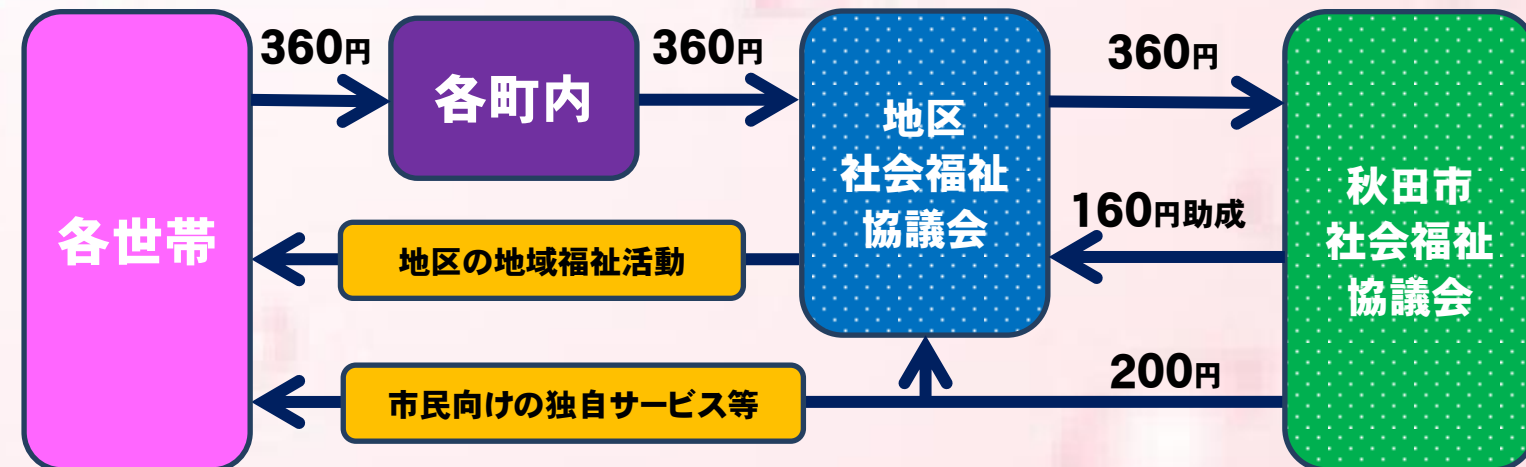 360円
360円
360円
各町内
地区
社会福祉
協議会
各世帯
秋田市
社会福祉
協議会
160円助成
地区の地域福祉活動
200円
市民向けの独自サービス等